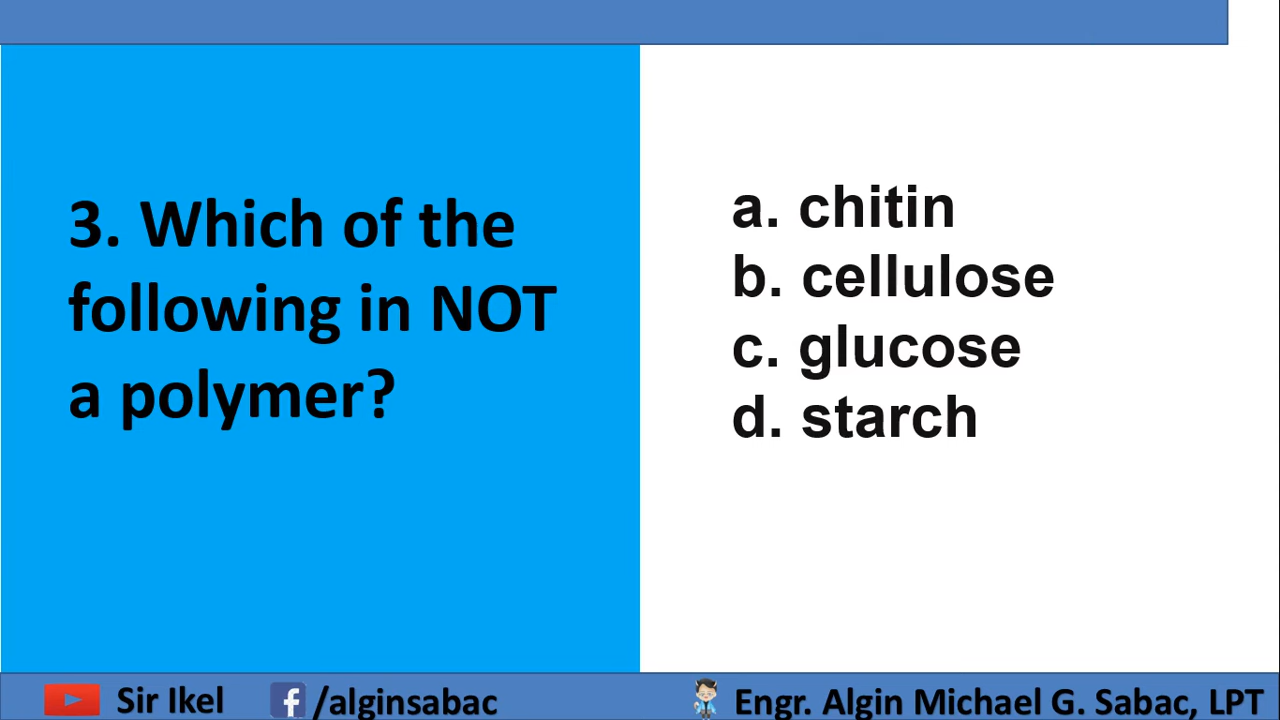 3. Which of the
following in NOT
a polymer?
a. chitin
b. cellulose
c. glucose
d. starch
Sir Ikel
f /alginsabac
Engr. Algin Michael G. Sabac, LPT